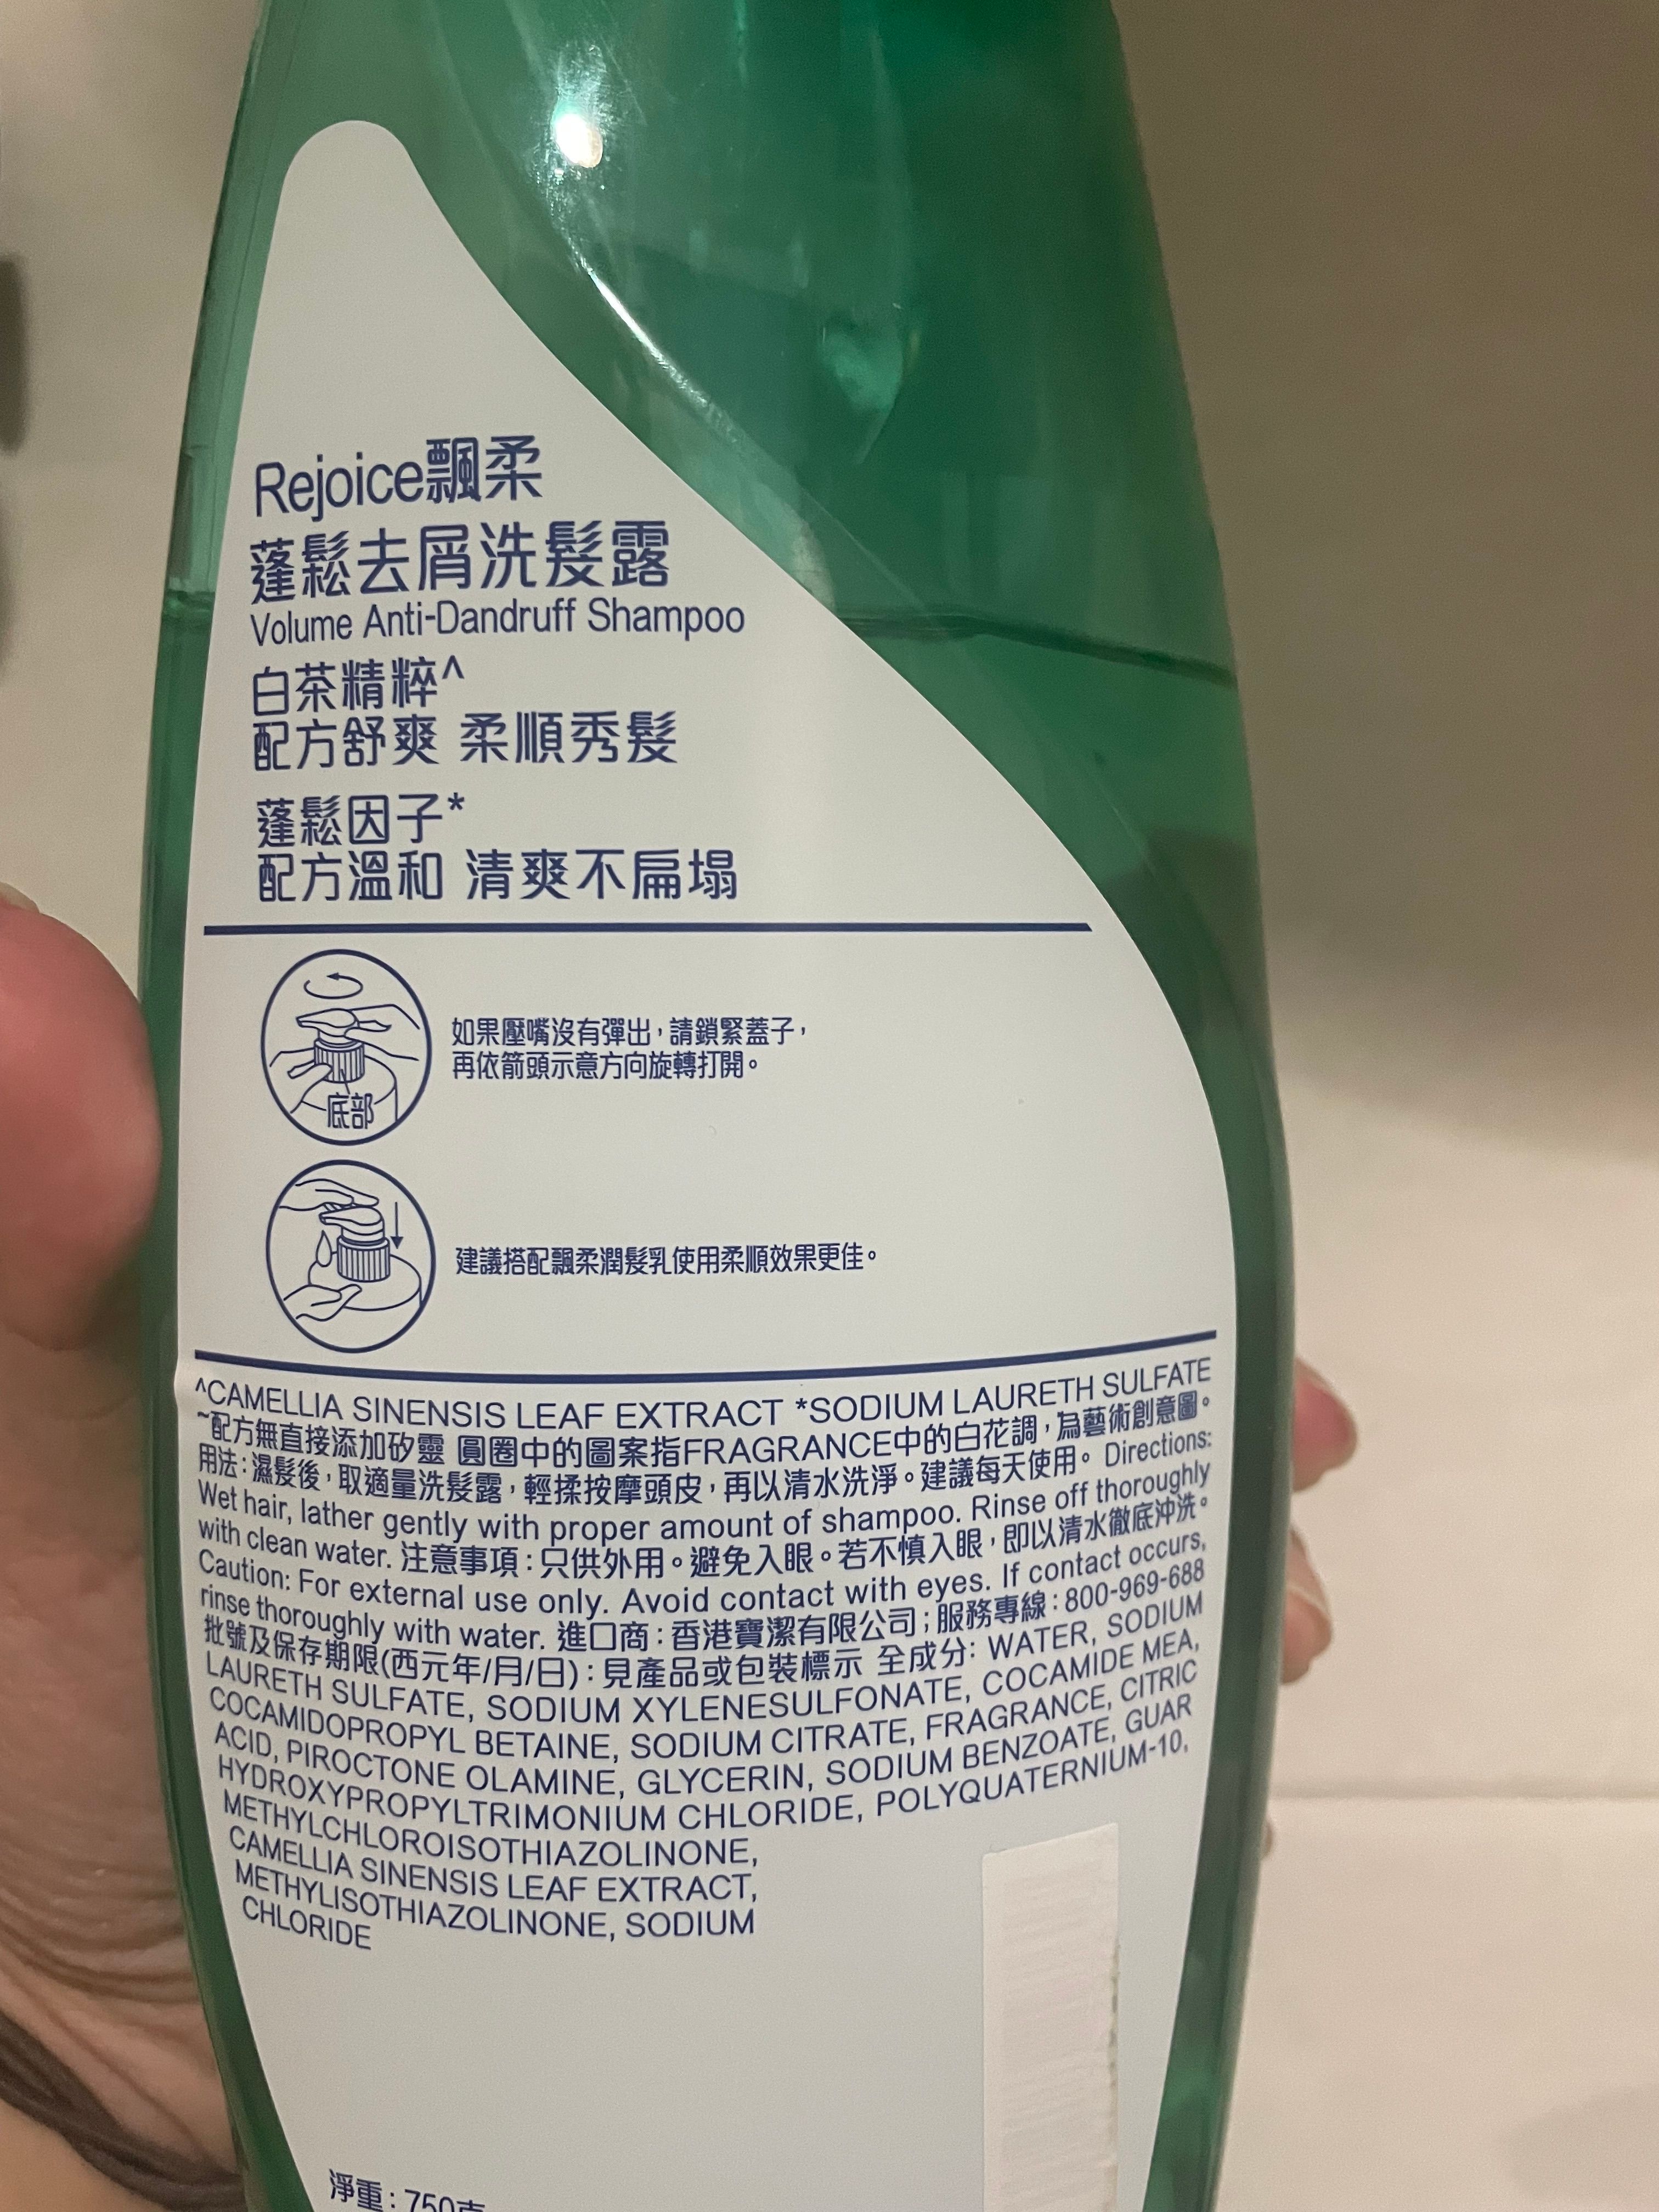 Rejoice飄柔
蓬鬆去屑洗髮露
Volume Anti-Dandruff Shampoo
白茶精粹^
配方舒爽 柔順秀髮
蓬鬆因子*
配方溫和 清爽不扁塌
如果壓嘴沒有彈出，請鎖緊蓋子，
再依箭頭示意方向旋轉打開。
底部
建議搭配飄柔潤髮乳使用柔順效果更佳。
^CAMELLIA SINENSIS LEAF EXTRACT *SODIUM LAURETH SULFATE
~配方無直接添加矽靈 圓圈中的圖案指FRAGRANCE中的白花調，為藝術創意圖。
用法：濕髮後，取適量洗髮露，輕揉按摩頭皮，再以清水洗淨。建議每天使用。 Directions:
Wet hair, lather gently with proper amount of shampoo. Rinse off thoroughly
with clean water. 注意事項：只供外用。避免入眼。若不慎入眼，即以清水徹底沖洗。
Caution: For external use only. Avoid contact with eyes. If contact occurs,
rinse thoroughly with water. 進口商：香港寶潔有限公司；服務專線：800-969-688
批號及保存期限(西元年/月/日)：見產品或包裝標示 全成分: WATER, SODIUM
LAURETH SULFATE, SODIUM XYLENESULFONATE, COCAMIDE MEA,
COCAMIDOPROPYL BETAINE, SODIUM CITRATE, FRAGRANCE, CITRIC
ACID, PIROCTONE OLAMINE, GLYCERIN, SODIUM BENZOATE, GUAR
HYDROXYPROPYLTRIMONIUM CHLORIDE, POLYQUATERNIUM-10,
METHYLCHLOROISOTHIAZOLINONE,
CAMELLIA SINENSIS LEAF EXTRACT,
METHYLISOTHIAZOLINONE, SODIUM
CHLORIDE
淨重：750克